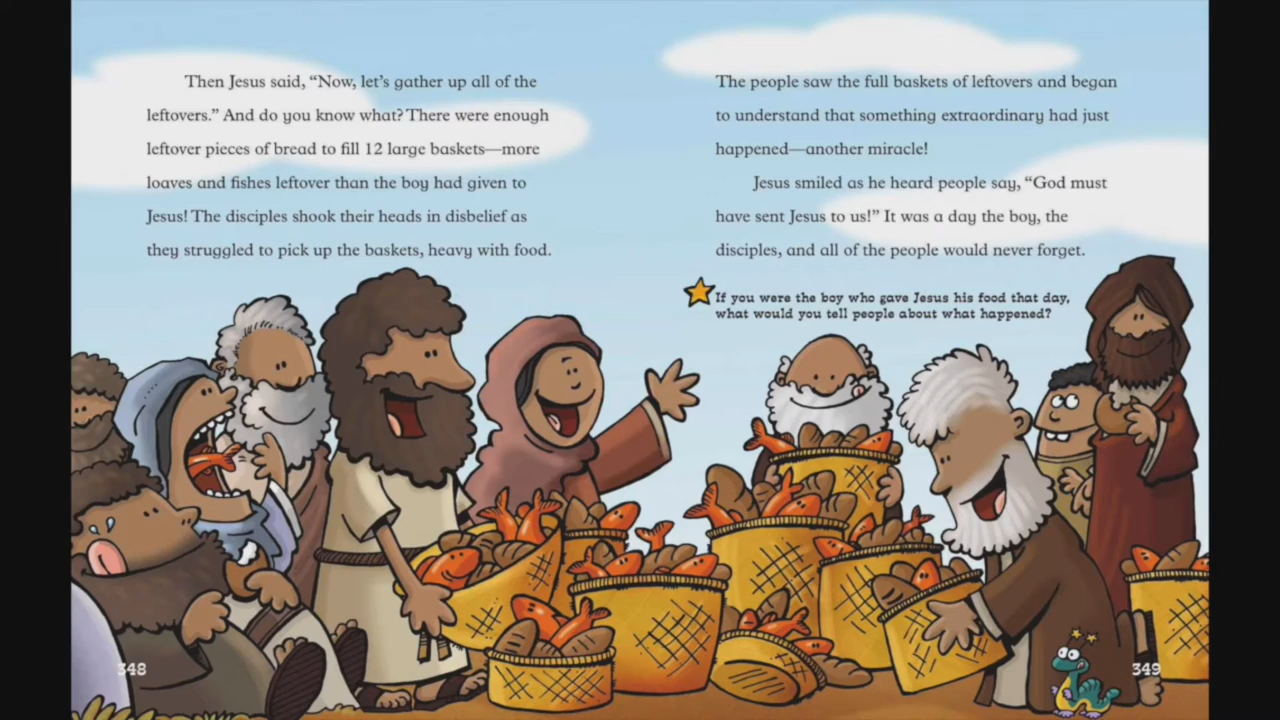 Then Jesus said, “Now, let’s gather up all of the
leftovers.” And do you know what? There were enough
leftover pieces of bread to fill 12 large baskets—more
loaves and fishes leftover than the boy had given to
Jesus! The disciples shook their heads in disbelief as
they struggled to pick up the baskets, heavy with food.
348
The people saw the full baskets of leftovers and began
to understand that something extraordinary had just
happened—another miracle!
Jesus smiled as he heard people say, “God must
have sent Jesus to us!” It was a day the boy, the
disciples, and all of the people would never forget.
If you were the boy who gave Jesus his food that day,
what would you tell people about what happened?
349